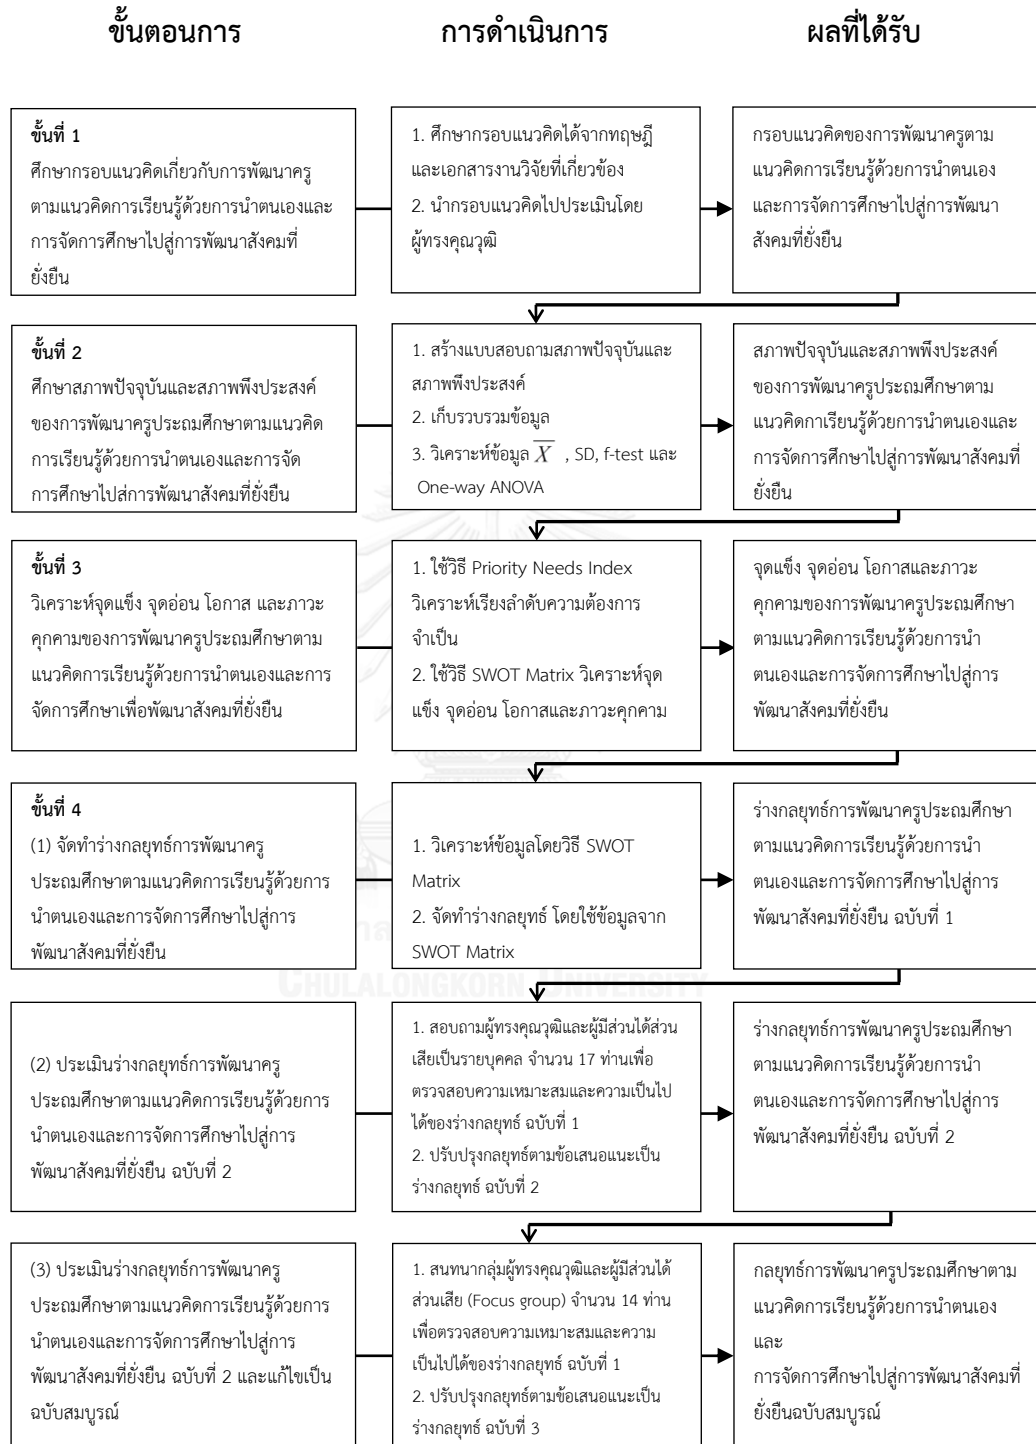 ขั้นตอนการ
การดำเนินการ
ผลที่ได้รับ
ขั้นที่ 1
ศึกษากรอบแนวคิดเกี่ยวกับการพัฒนาครู
ตามแนวคิดการเรียนรู้ด้วยการนำตนเองและ
การจัดการศึกษาไปสู่การพัฒนาสังคมที่
ยั่งยืน
1. ศึกษากรอบแนวคิดได้จากทฤษฎี
และเอกสารงานวิจัยที่เกี่ยวข้อง
2. นำกรอบแนวคิดไปประเมินโดย
ผู้ทรงคุณวุฒิ
กรอบแนวคิดของการพัฒนาครูตาม
แนวคิดการเรียนรู้ด้วยการนำตนเอง
และการจัดการศึกษาไปสู่การพัฒนา
สังคมที่ยั่งยืน
ขั้นที่ 2
ศึกษาสภาพปัจจุบันและสภาพพึงประสงค์
ของการพัฒนาครูประถมศึกษาตามแนวคิด
การเรียนรู้ด้วยการนำตนเองและการจัด
การศึกษาไปสู่การพัฒนาสังคมที่ยั่งยืน
1. สร้างแบบสอบถามสภาพปัจจุบันและ
สภาพพึงประสงค์
2. เก็บรวบรวมข้อมูล
3. วิเคราะห์ข้อมูล X̅ , SD, f-test และ
One-way ANOVA
สภาพปัจจุบันและสภาพพึงประสงค์
ของการพัฒนาครูประถมศึกษาตาม
แนวคิดกาเรียนรู้ด้วยการนำตนเองและ
การจัดการศึกษาไปสู่การพัฒนาสังคมที่
ยั่งยืน
ขั้นที่ 3
วิเคราะห์จุดแข็ง จุดอ่อน โอกาส และภาวะ
คุกคามของการพัฒนาครูประถมศึกษาตาม
แนวคิดการเรียนรู้ด้วยการนำตนเองและการ
จัดการศึกษาเพื่อพัฒนาสังคมที่ยั่งยืน
1. ใช้วิธี Priority Needs Index
วิเคราะห์เรียงลำดับความต้องการ
จำเป็น
2. ใช้วิธี SWOT Matrix วิเคราะห์จุด
แข็ง จุดอ่อน โอกาสและภาวะคุกคาม
จุดแข็ง จุดอ่อน โอกาสและภาวะ
คุกคามของการพัฒนาครูประถมศึกษา
ตามแนวคิดการเรียนรู้ด้วยการนำ
ตนเองและการจัดการศึกษาไปสู่การ
พัฒนาสังคมที่ยั่งยืน
ขั้นที่ 4
(1) จัดทำร่างกลยุทธ์การพัฒนาครู
ประถมศึกษาตามแนวคิดการเรียนรู้ด้วยการ
นำตนเองและการจัดการศึกษาไปสู่การ
พัฒนาสังคมที่ยั่งยืน
1. วิเคราะห์ข้อมูลโดยวิธี SWOT
Matrix
2. จัดทำร่างกลยุทธ์ โดยใช้ข้อมูลจาก
SWOT Matrix
ร่างกลยุทธ์การพัฒนาครูประถมศึกษา
ตามแนวคิดการเรียนรู้ด้วยการนำ
ตนเองและการจัดการศึกษาไปสู่การ
พัฒนาสังคมที่ยั่งยืน ฉบับที่ 1
CHULALONGKORN UNIVERSITY
(2) ประเมินร่างกลยุทธ์การพัฒนาครู
ประถมศึกษาตามแนวคิดการเรียนรู้ด้วยการ
นำตนเองและการจัดการศึกษาไปสู่การ
พัฒนาสังคมที่ยั่งยืน ฉบับที่ 2
1. สอบถามผู้ทรงคุณวุฒิและผู้มีส่วนได้ส่วน
เสียเป็นรายบุคคล จำนวน 17 ท่านเพื่อ
ตรวจสอบความเหมาะสมและความเป็นไป
ได้ของร่างกลยุทธ์ ฉบับที่ 1
2. ปรับปรุงกลยุทธ์ตามข้อเสนอแนะเป็น
ร่างกลยุทธ์ ฉบับที่ 2
ร่างกลยุทธ์การพัฒนาครูประถมศึกษา
ตามแนวคิดการเรียนรู้ด้วยการนำ
ตนเองและการจัดการศึกษาไปสู่การ
พัฒนาสังคมที่ยั่งยืน ฉบับที่ 2
(3) ประเมินร่างกลยุทธ์การพัฒนาครู
ประถมศึกษาตามแนวคิดการเรียนรู้ด้วยการ
นำตนเองและการจัดการศึกษาไปสู่การ
พัฒนาสังคมที่ยั่งยืน ฉบับที่ 2 และแก้ไขเป็น
ฉบับสมบูรณ์
1. สนทนากลุ่มผู้ทรงคุณวุฒิและผู้มีส่วนได้
ส่วนเสีย (Focus group) จำนวน 14 ท่าน
เพื่อตรวจสอบความเหมาะสมและความ
เป็นไปได้ของร่างกลยุทธ์ ฉบับที่ 1
2. ปรับปรุงกลยุทธ์ตามข้อเสนอแนะเป็น
ร่างกลยุทธ์ ฉบับที่ 3
กลยุทธ์การพัฒนาครูประถมศึกษาตาม
แนวคิดการเรียนรู้ด้วยการนำตนเอง
และ
การจัดการศึกษาไปสู่การพัฒนาสังคมที่
ยั่งยืนฉบับสมบูรณ์